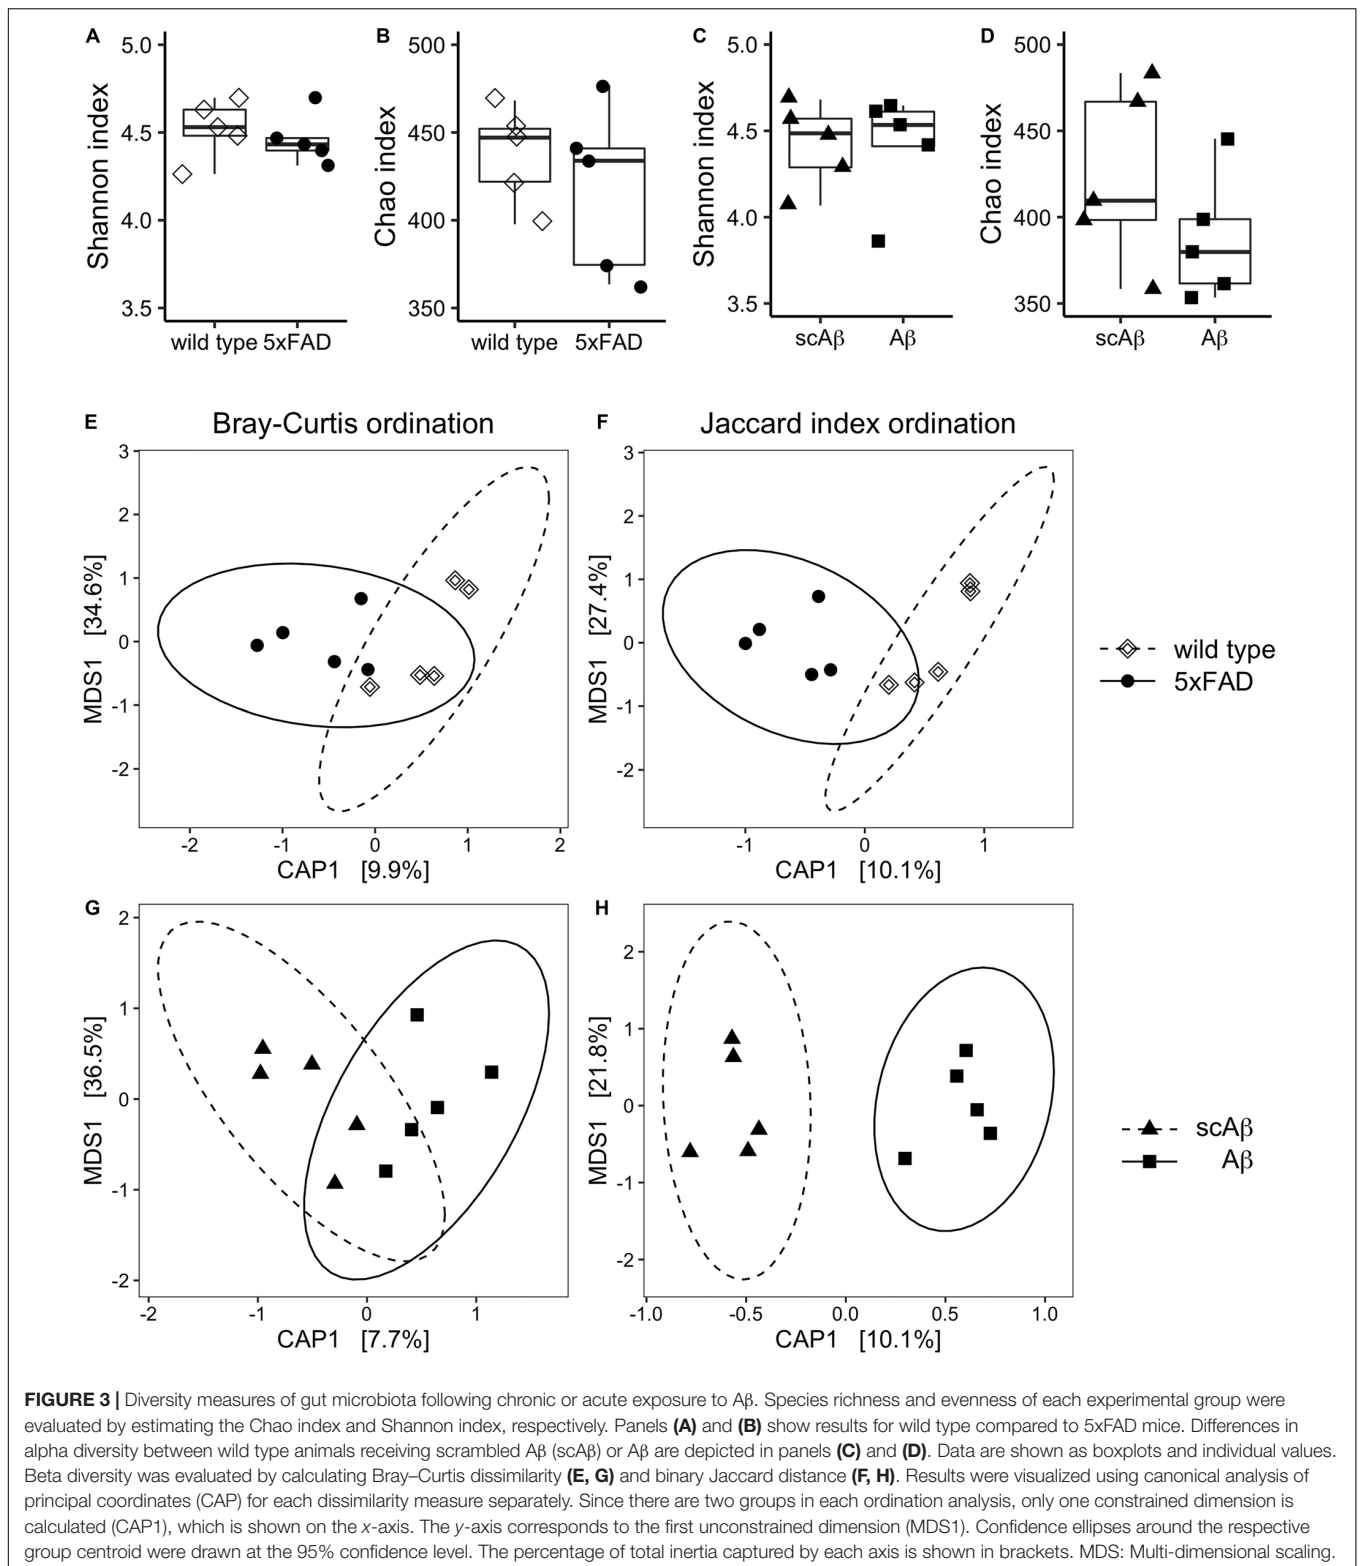 A
B
C
D
Shannon index
5.0
4.5
4.0
3.5
wild type 5xFAD
Chao index
500
450
400
350
wild type 5xFAD
Shannon index
5.0
4.5
4.0
3.5
scAβ Aβ
Chao index
500
450
400
350
scAβ Aβ
E Bray-Curtis ordination
MDS1 [34.6%]
3
2
1
0
-1
-2
-2 -1 0 1 2
CAP1 [9.9%]
F Jaccard index ordination
MDS1 [27.4%]
3
2
1
0
-1
-2
-1 0 1
CAP1 [10.1%]
wild type
5xFAD
G
MDS1 [36.5%]
2
1
0
-1
-2
-2 -1 0 1
CAP1 [7.7%]
H
MDS1 [21.8%]
2
1
0
-1
-2
-1.0 -0.5 0.0 0.5 1.0
CAP1 [10.1%]
scAβ
Aβ
FIGURE 3 | Diversity measures of gut microbiota following chronic or acute exposure to Aβ. Species richness and evenness of each experimental group were
evaluated by estimating the Chao index and Shannon index, respectively. Panels (A) and (B) show results for wild type compared to 5xFAD mice. Differences in
alpha diversity between wild type animals receiving scrambled Aβ (scAβ) or Aβ are depicted in panels (C) and (D). Data are shown as boxplots and individual values.
Beta diversity was evaluated by calculating Bray–Curtis dissimilarity (E, G) and binary Jaccard distance (F, H). Results were visualized using canonical analysis of
principal coordinates (CAP) for each dissimilarity measure separately. Since there are two groups in each ordination analysis, only one constrained dimension is
calculated (CAP1), which is shown on the x-axis. The y-axis corresponds to the first unconstrained dimension (MDS1). Confidence ellipses around the respective
group centroid were drawn at the 95% confidence level. The percentage of total inertia captured by each axis is shown in brackets. MDS: Multi-dimensional scaling.